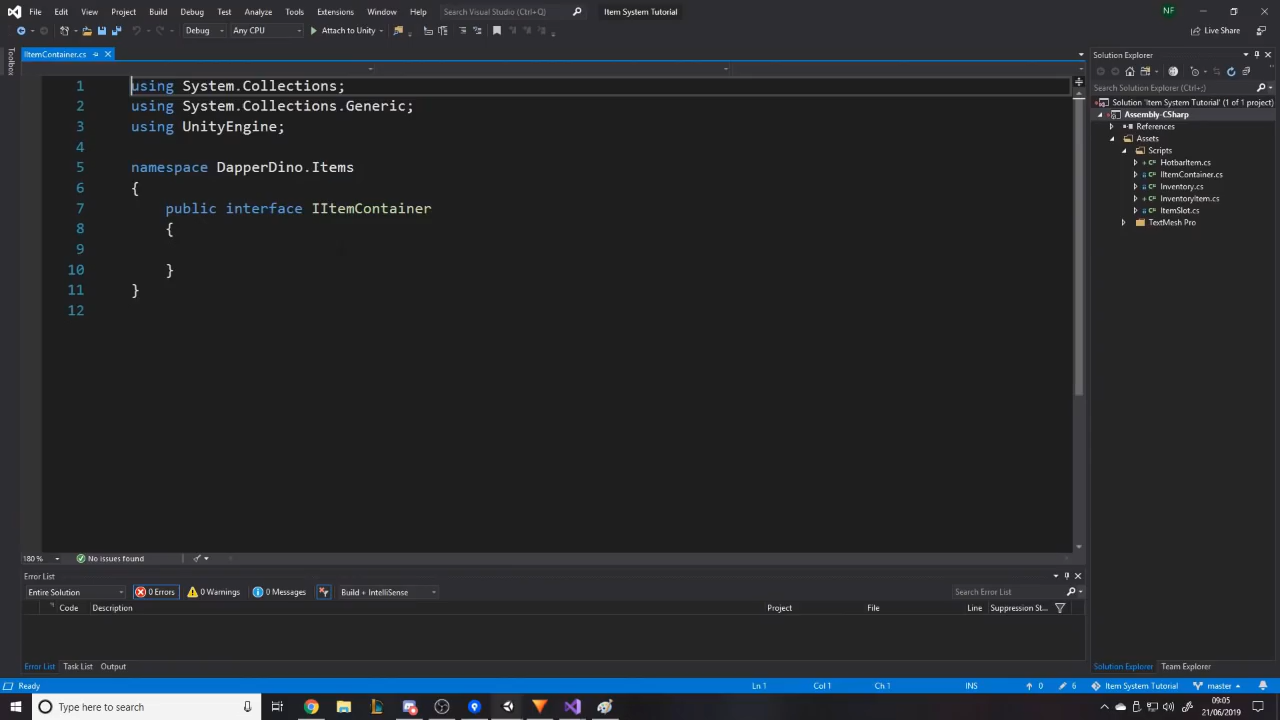 File Edit View Project Build Debug Test Analyze Tools Extensions Window Help Search Visual Studio (Ctrl+Q) Item System Tutorial NF
Debug Any CPU Attach to Unity Live Share
IItemContainer.cs
Toolbox
1 using System.Collections;
2 using System.Collections.Generic;
3 using UnityEngine;
4
5 namespace DapperDino.Items
6 {
7 public interface IItemContainer
8 {
9
10 }
11 }
12
Solution Explorer
Search Solution Explorer (Ctrl+;)
Solution 'Item System Tutorial' (1 of 1 project)
Assembly-CSharp
References
Assets
Scripts
HotbarItem.cs
IItemContainer.cs
Inventory.cs
InventoryItem.cs
ItemSlot.cs
TextMesh Pro
180 % No issues found
Error List
Entire Solution 0 Errors 0 Warnings 0 Messages Build + IntelliSense Search Error List
Code Description Project File Line Suppression St...
Error List Task List Output
Solution Explorer Team Explorer
Ready Ln 1 Col 1 Ch 1 INS 0 6 Item System Tutorial master
Type here to search
09:05
21/06/2019